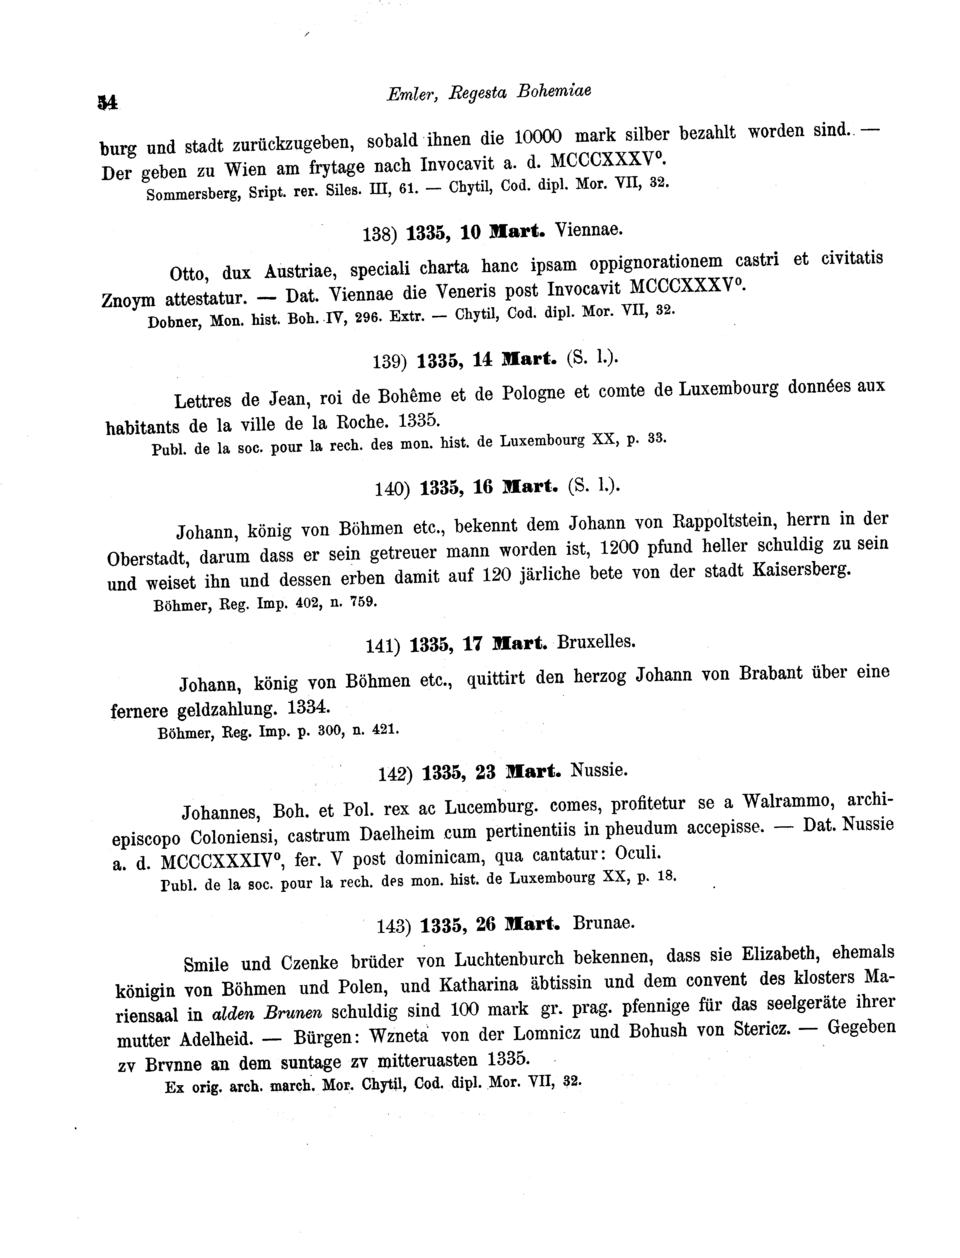 54
Emler, Regesta Bohemiae
burg und stadt zurückzugeben, sobald ihnen die 10000 mark silber bezahlt worden sind. —
Der geben zu Wien am frytage nach Invocavit a. d. MCCCXXXVº.
Sommersberg, Sript. rer. Siles. III, 61. — Chytil, Cod. dipl. Mor. VII, 32.
138) 1335, 10 Mart. Viennae.
Otto, dux Austriae, speciali charta hanc ipsam oppignorationem castri et civitatis
Znoym attestatur. — Dat. Viennae die Veneris post Invocavit MCCCXXXVº.
Dobner, Mon. hist. Boh. IV, 296. Extr. — Chytil, Cod. dipl. Mor. VII, 32.
139) 1335, 14 Mart. (S. l.).
Lettres de Jean, roi de Bohême et de Pologne et comte de Luxembourg données aux
habitants de la ville de la Roche. 1335.
Publ. de la soc. pour la rech. des mon. hist. de Luxembourg XX, p. 33.
140) 1335, 16 Mart. (S. l.).
Johann, könig von Böhmen etc., bekennt dem Johann von Rappoltstein, herrn in der
Oberstadt, darum dass er sein getreuer mann worden ist, 1200 pfund heller schuldig zu sein
und weiset ihn und dessen erben damit auf 120 järliche bete von der stadt Kaisersberg.
Böhmer, Reg. Imp. 402, n. 759.
141) 1335, 17 Mart. Bruxelles.
Johann, könig von Böhmen etc., quittirt den herzog Johann von Brabant über eine
fernere geldzahlung. 1334.
Böhmer, Reg. Imp. p. 300, n. 421.
142) 1335, 23 Mart. Nussie.
Johannes, Boh. et Pol. rex ac Lucemburg. comes, profitetur se a Walrammo, archi-
episcopo Coloniensi, castrum Daelheim cum pertinentiis in pheudum accepisse. — Dat. Nussie
a. d. MCCCXXXIVº, fer. V post dominicam, qua cantatur: Oculi.
Publ. de la soc. pour la rech. des mon. hist. de Luxembourg XX, p. 18.
143) 1335, 26 Mart. Brunae.
Smile und Czenke brüder von Luchtenburch bekennen, dass sie Elizabeth, ehemals
königin von Böhmen und Polen, und Katharina äbtissin und dem convent des klosters Ma-
riensaal in alden Brunen schuldig sind 100 mark gr. prag. pfennige für das seelgeräte ihrer
mutter Adelheid. — Bürgen: Wzneta von der Lomnicz und Bohush von Stericz. — Gegeben
zv Brvnne an dem suntage zv mitteruasten 1335.
Ex orig. arch. march. Mor. Chytil, Cod. dipl. Mor. VII, 32.